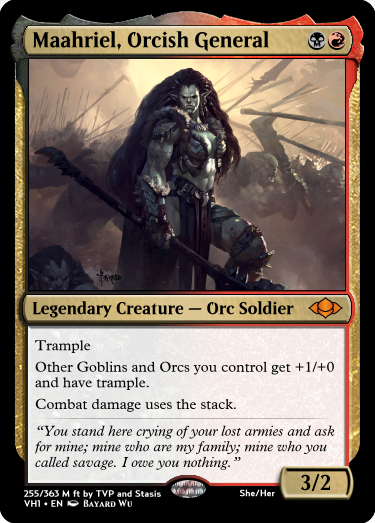 Maahriel, Orcish General
BAYARD
Legendary Creature — Orc Soldier
Trample
Other Goblins and Orcs you control get +1/+0
and have trample.
Combat damage uses the stack.
“You stand here crying of your lost armies and ask
for mine; mine who are my family; mine who you
called savage. I owe you nothing.”
3/2
255/363 M ft by TVP and Stasis
She/Her
VHI • EN Bayard Wu